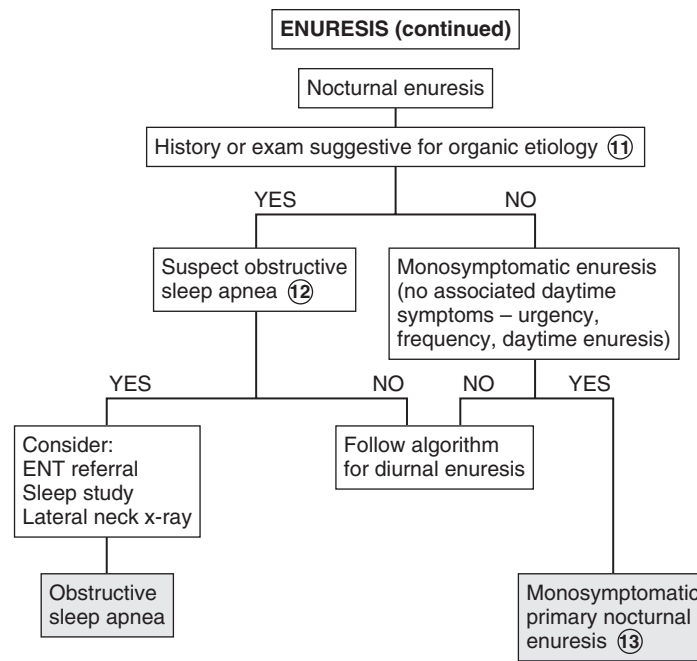 ENURESIS (continued)
Nocturnal enuresis
History or exam suggestive for organic etiology 11
YES
NO
Suspect obstructive
sleep apnea 12
Monosymptomatic enuresis
(no associated daytime
symptoms – urgency,
frequency, daytime enuresis)
YES
NO
NO
YES
Consider:
ENT referral
Sleep study
Lateral neck x-ray
Follow algorithm
for diurnal enuresis
Obstructive
sleep apnea
Monosymptomatic
primary nocturnal
enuresis 13